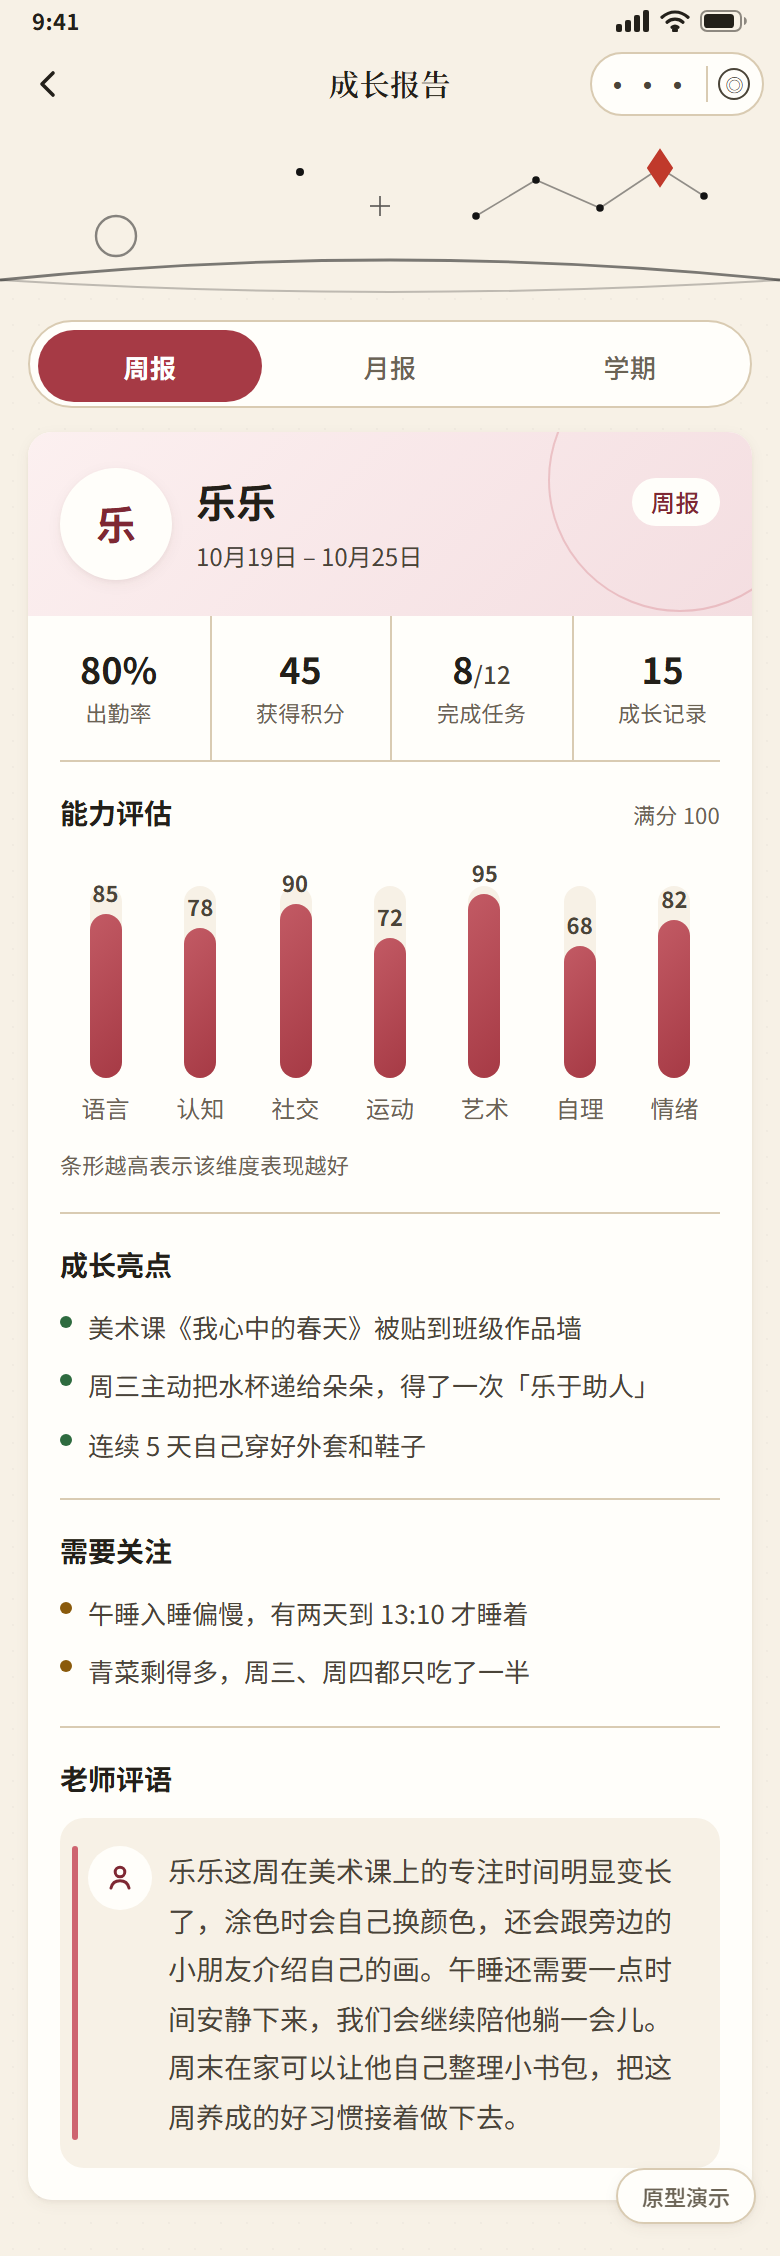 9:41
成长报告
周报
月报
学期
乐
乐乐
10月19日 – 10月25日
周报
80%
出勤率
45
获得积分
8/12
完成任务
15
成长记录
能力评估
满分 100
85
78
90
72
95
68
82
语言
认知
社交
运动
艺术
自理
情绪
条形越高表示该维度表现越好
成长亮点
美术课《我心中的春天》被贴到班级作品墙
周三主动把水杯递给朵朵，得了一次「乐于助人」
连续 5 天自己穿好外套和鞋子
需要关注
午睡入睡偏慢，有两天到 13:10 才睡着
青菜剩得多，周三、周四都只吃了一半
老师评语
乐乐这周在美术课上的专注时间明显变长
了，涂色时会自己换颜色，还会跟旁边的
小朋友介绍自己的画。午睡还需要一点时
间安静下来，我们会继续陪他躺一会儿。
周末在家可以让他自己整理小书包，把这
周养成的好习惯接着做下去。
原型演示